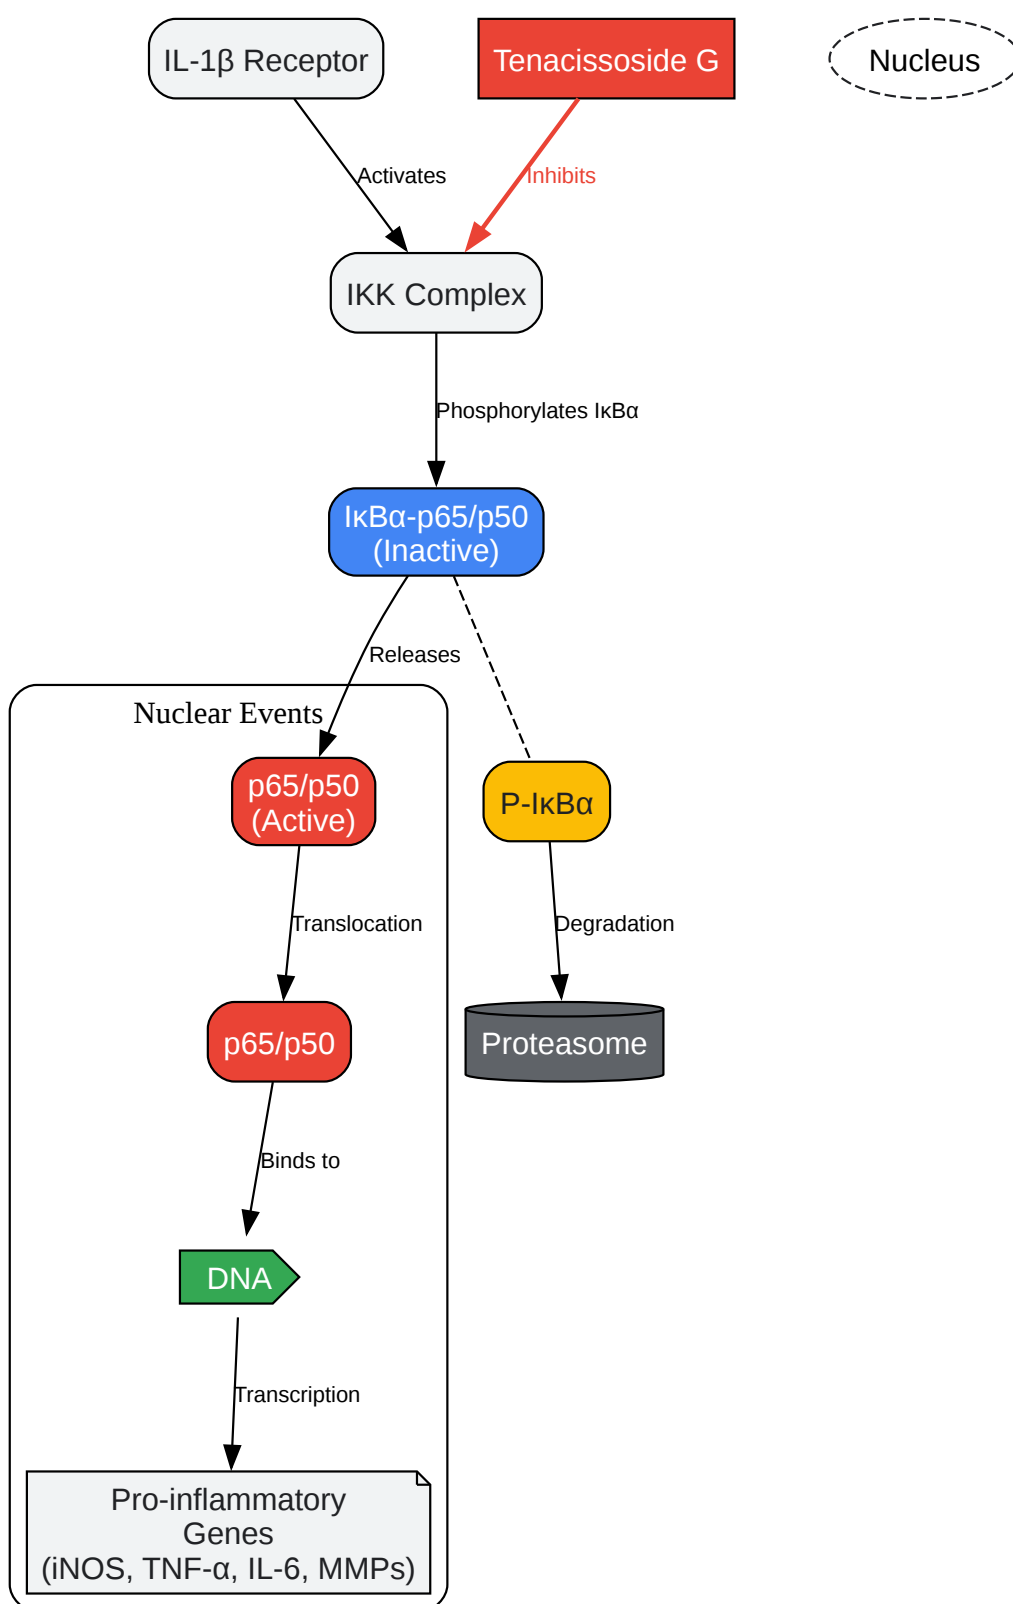 IL-1β Receptor
Tenacissoside G
Nucleus
Activates
Inhibits
IKK Complex
Phosphorylates IκBα
IκBα-p65/p50
(Inactive)
Releases
Nuclear Events
p65/p50
(Active)
P-IκBα
Translocation
Degradation
p65/p50
Proteasome
Binds to
DNA
Transcription
Pro-inflammatory
Genes
(iNOS, TNF-α, IL-6, MMPs)